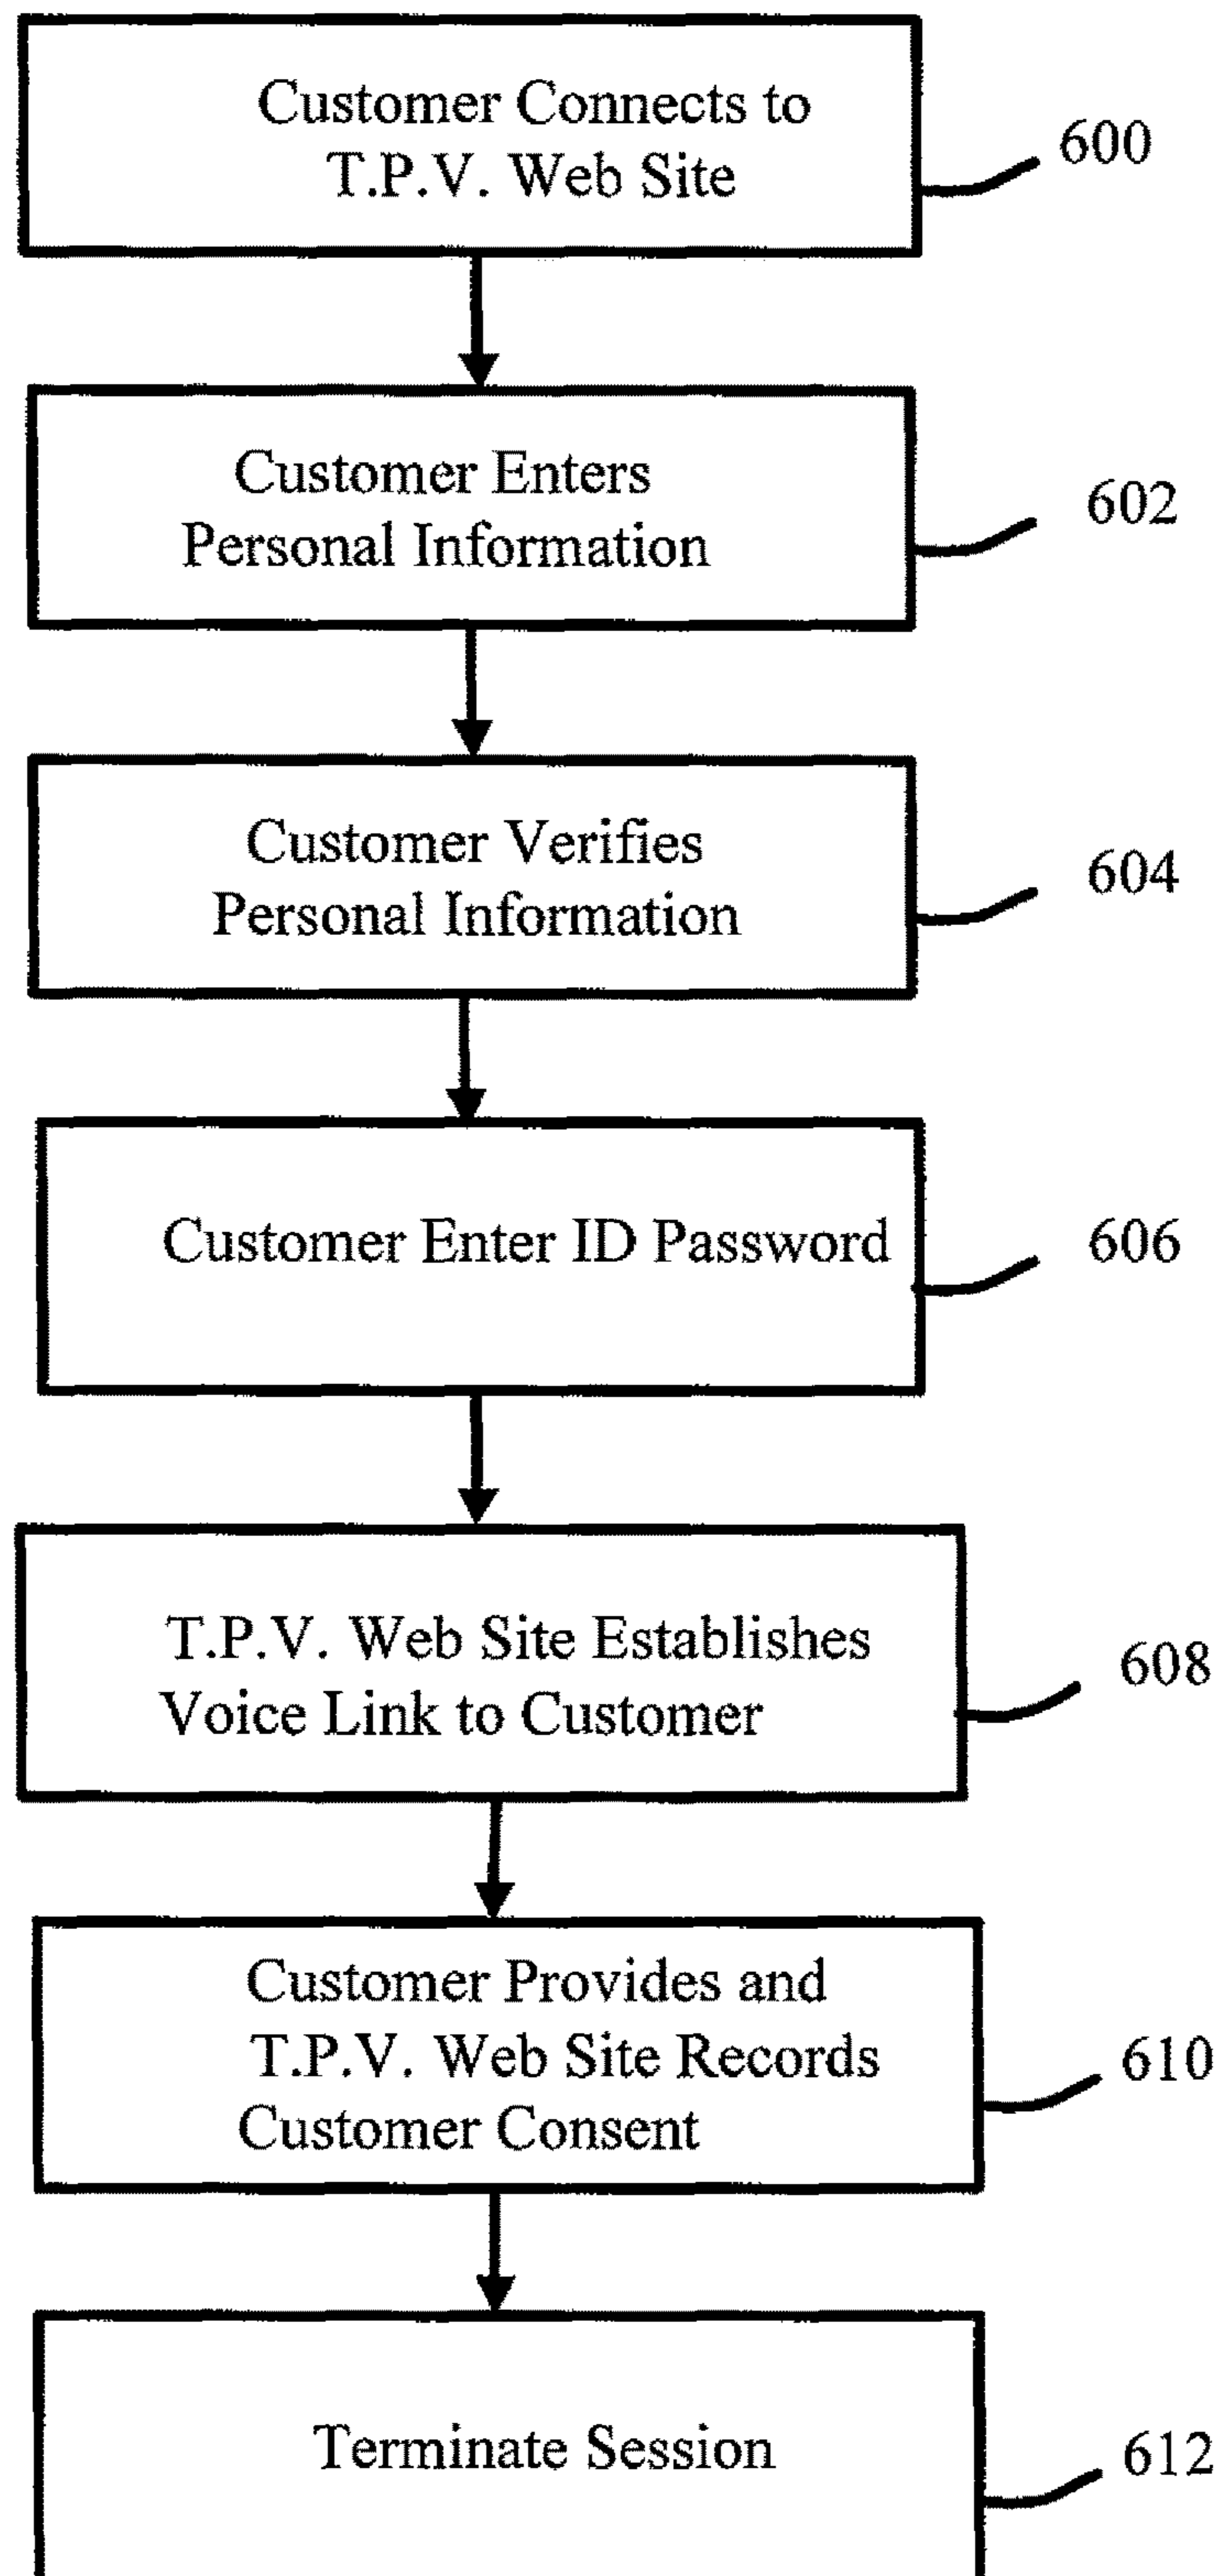 Customer Connects to
T.P.V. Web Site
600
Customer Enters
Personal Information
602
Customer Verifies
Personal Information
604
Customer Enter ID Password
606
T.P.V. Web Site Establishes
Voice Link to Customer
608
Customer Provides and
T.P.V. Web Site Records
Customer Consent
610
Terminate Session
612